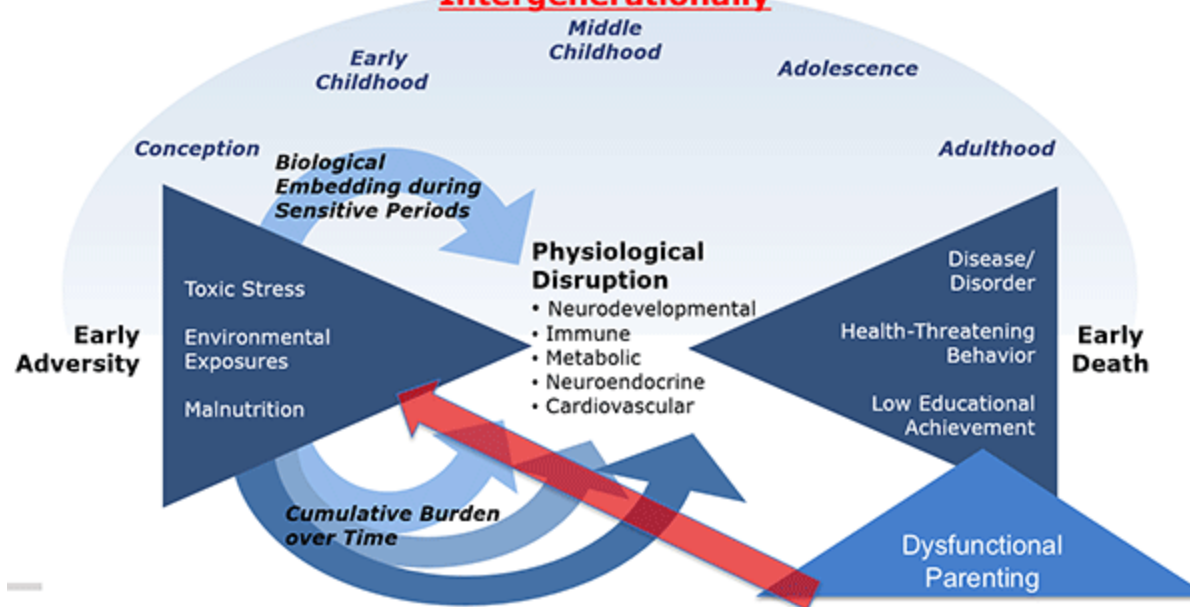 Intergenerationally
Middle
Childhood
Early
Childhood
Adolescence
Conception
Adulthood
Biological
Embedding during
Sensitive Periods
Physiological
Disruption
• Neurodevelopmental
• Immune
• Metabolic
• Neuroendocrine
• Cardiovascular
Early
Adversity
Toxic Stress
Environmental
Exposures
Malnutrition
Disease/
Disorder
Health-Threatening
Behavior
Low Educational
Achievement
Early
Death
Cumulative Burden
over Time
Dysfunctional
Parenting